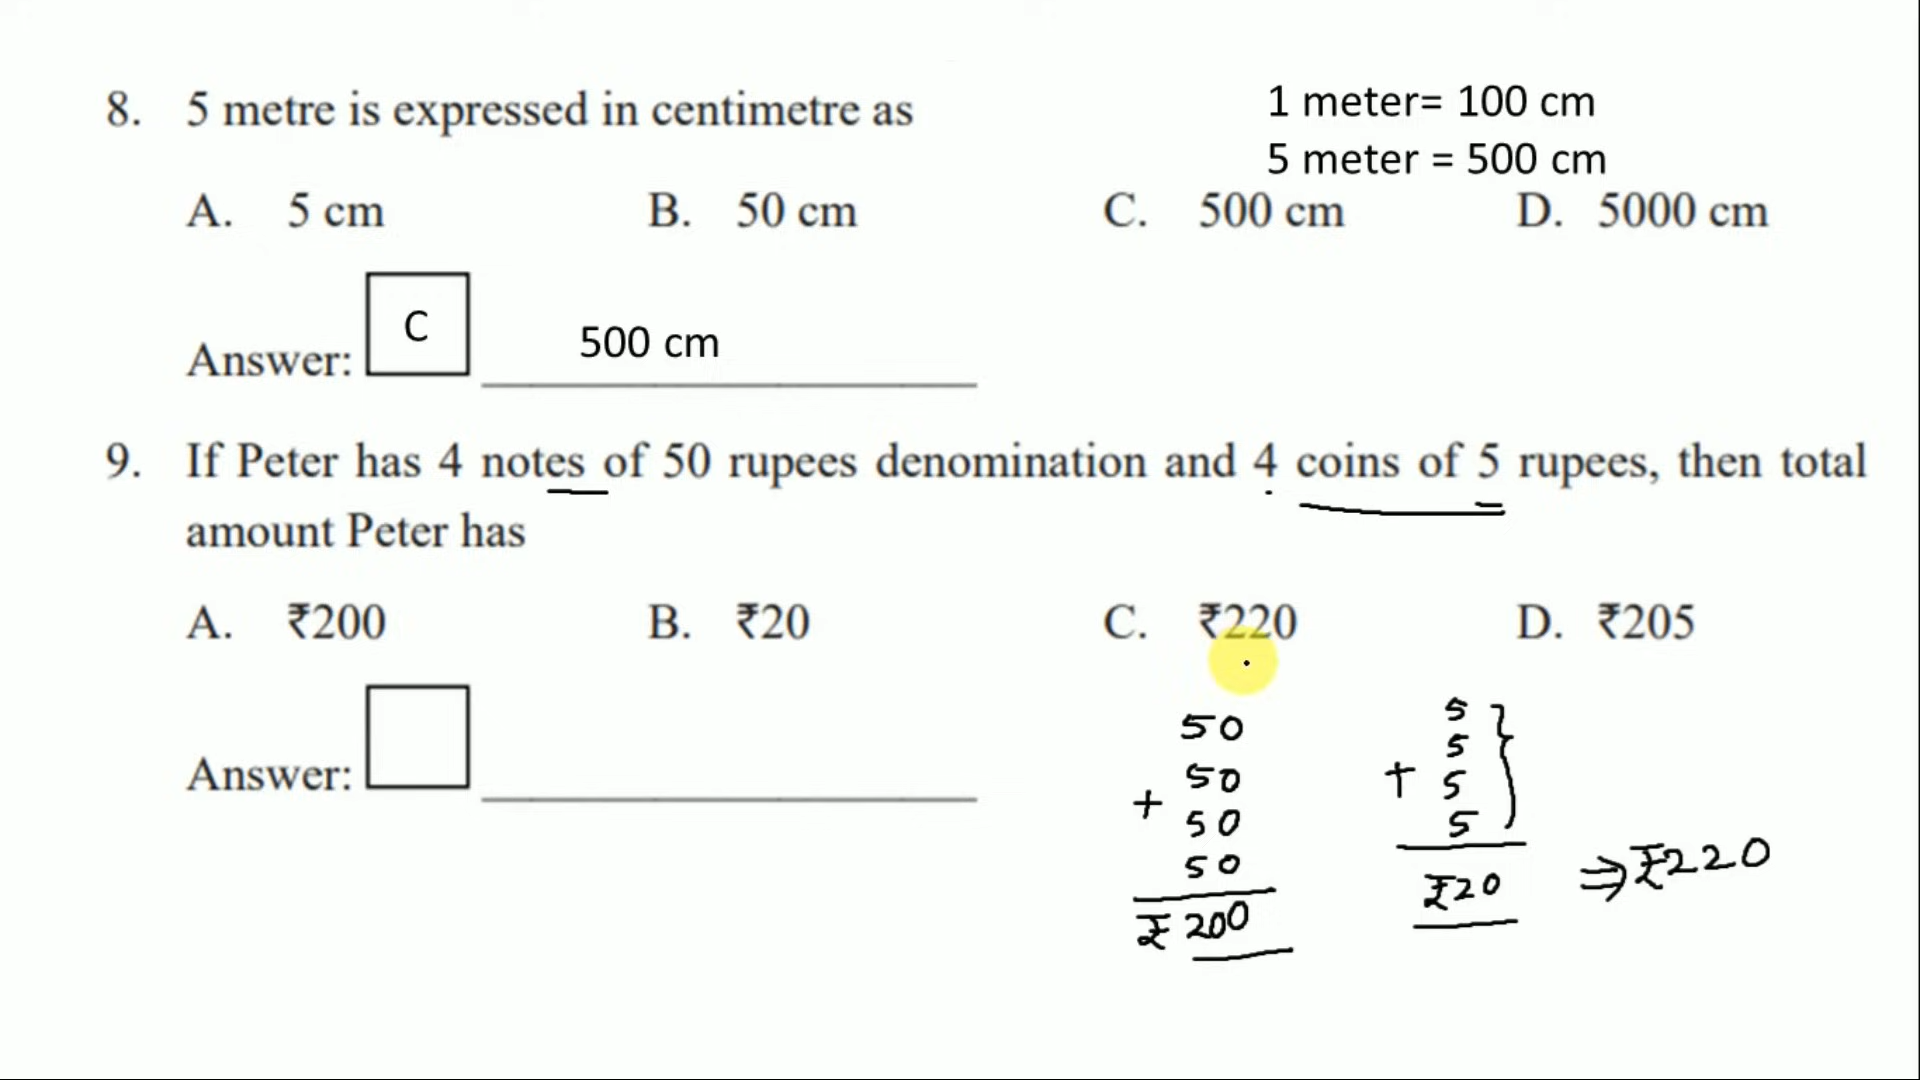 8. 5 metre is expressed in centimetre as
1 meter= 100 cm
5 meter = 500 cm
A. 5 cm B. 50 cm C. 500 cm D. 5000 cm
Answer: C 500 cm
9. If Peter has 4 notes of 50 rupees denomination and 4 coins of 5 rupees, then total
amount Peter has
A. ₹200 B. ₹20 C. ₹220 D. ₹205
Answer:
50
50
+ 50
50
₹ 200
5
5
+ 5
5
₹20
⇒₹220